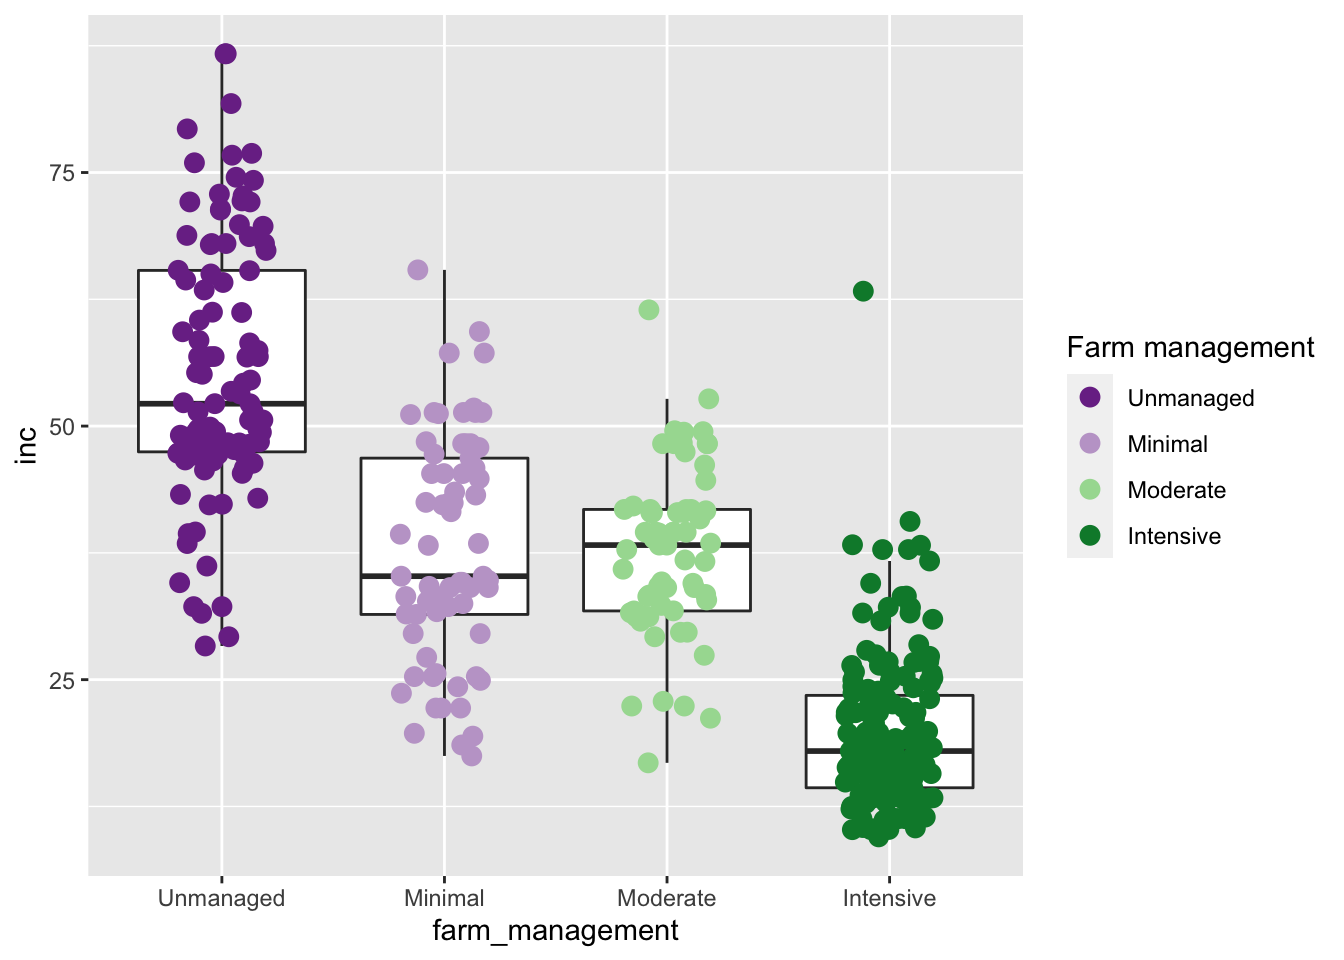 75
50
25
inc
Unmanaged
Minimal
Moderate
Intensive
farm_management
Farm management
Unmanaged
Minimal
Moderate
Intensive